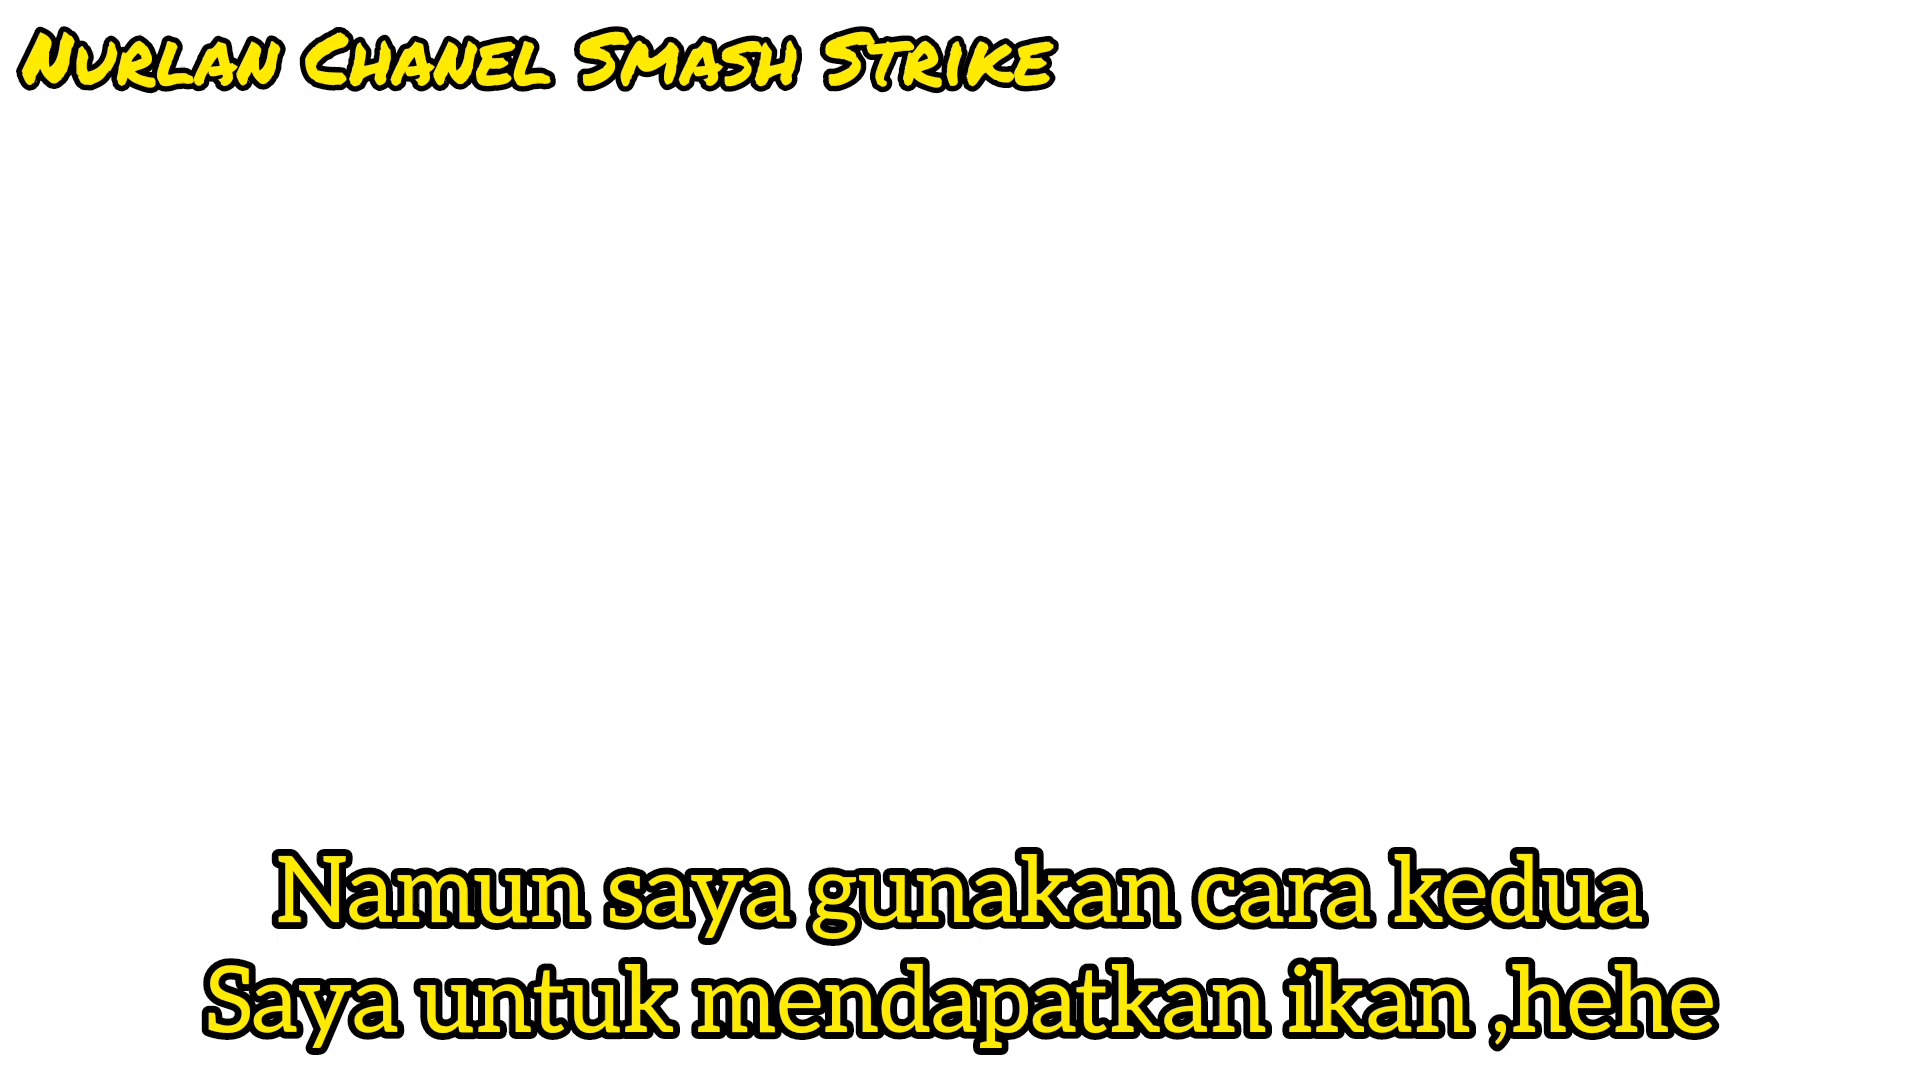 Nurlan Chanel Smash Strike
Namun saya gunakan cara kedua
Saya untuk mendapatkan ikan ,hehe